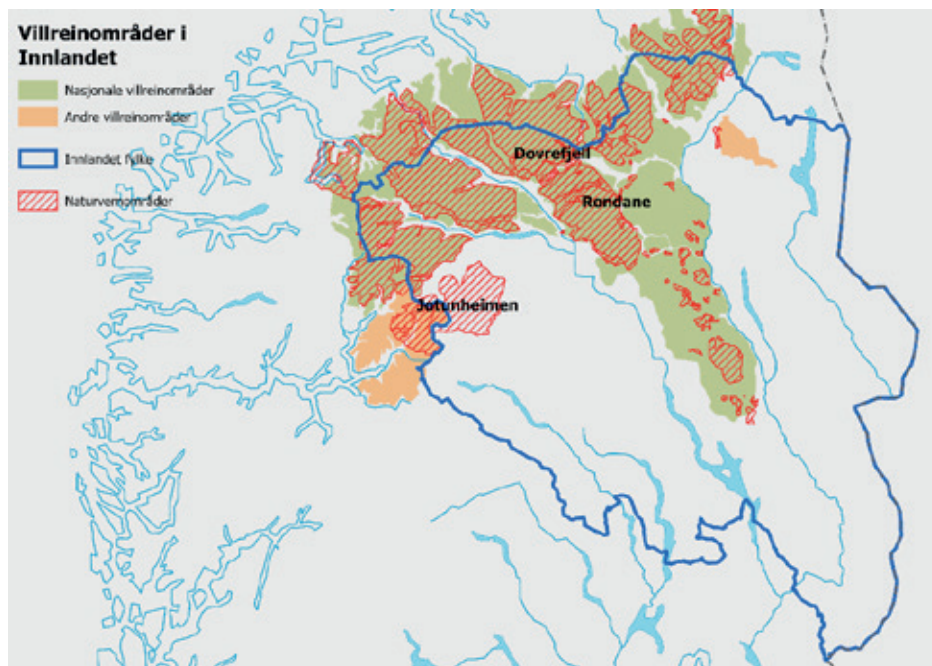 Villreinområder i
Innlandet
Nasjonale villreinområder
Andre villreinområder
Innlandet fylke
Naturvernområder
Dovrefjell
Rondane
Jotunheimen